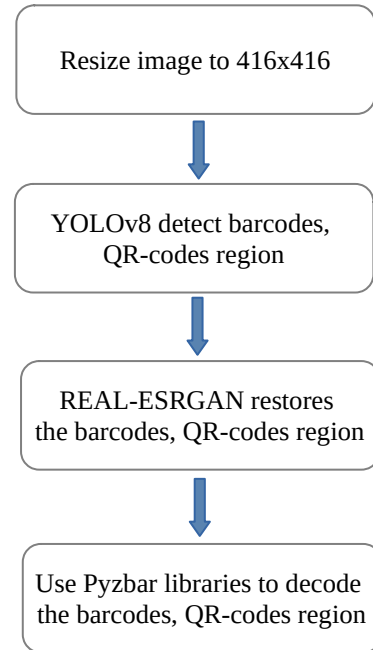 Resize image to 416x416
YOLOv8 detect barcodes,
QR-codes region
REAL-ESRGAN restores
the barcodes, QR-codes region
Use Pyzbar libraries to decode
the barcodes, QR-codes region